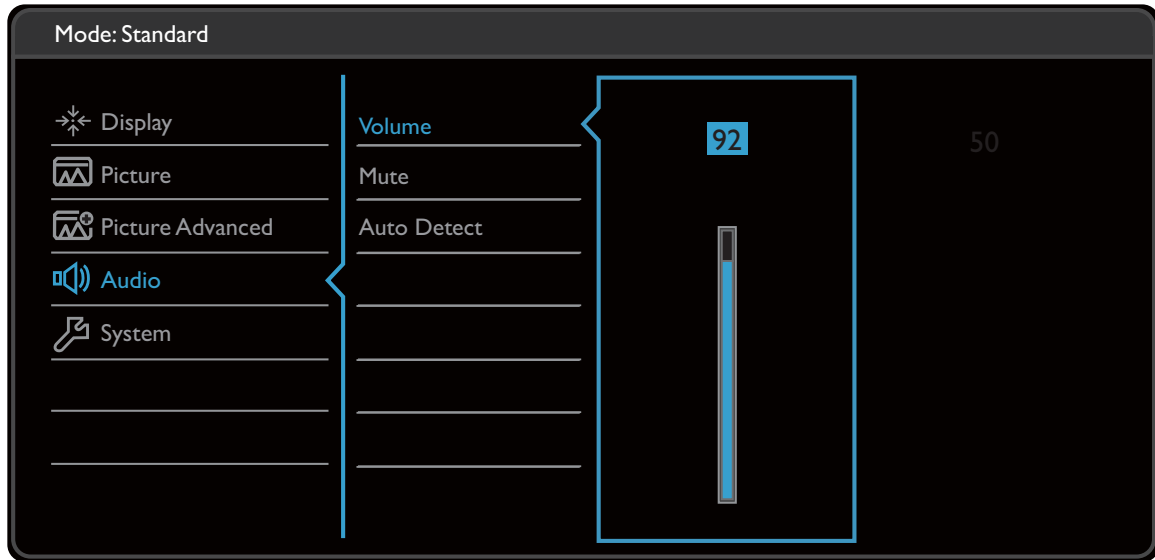 Mode: Standard
Display
Picture
Picture Advanced
Audio
System
Volume
Mute
Auto Detect
92
50